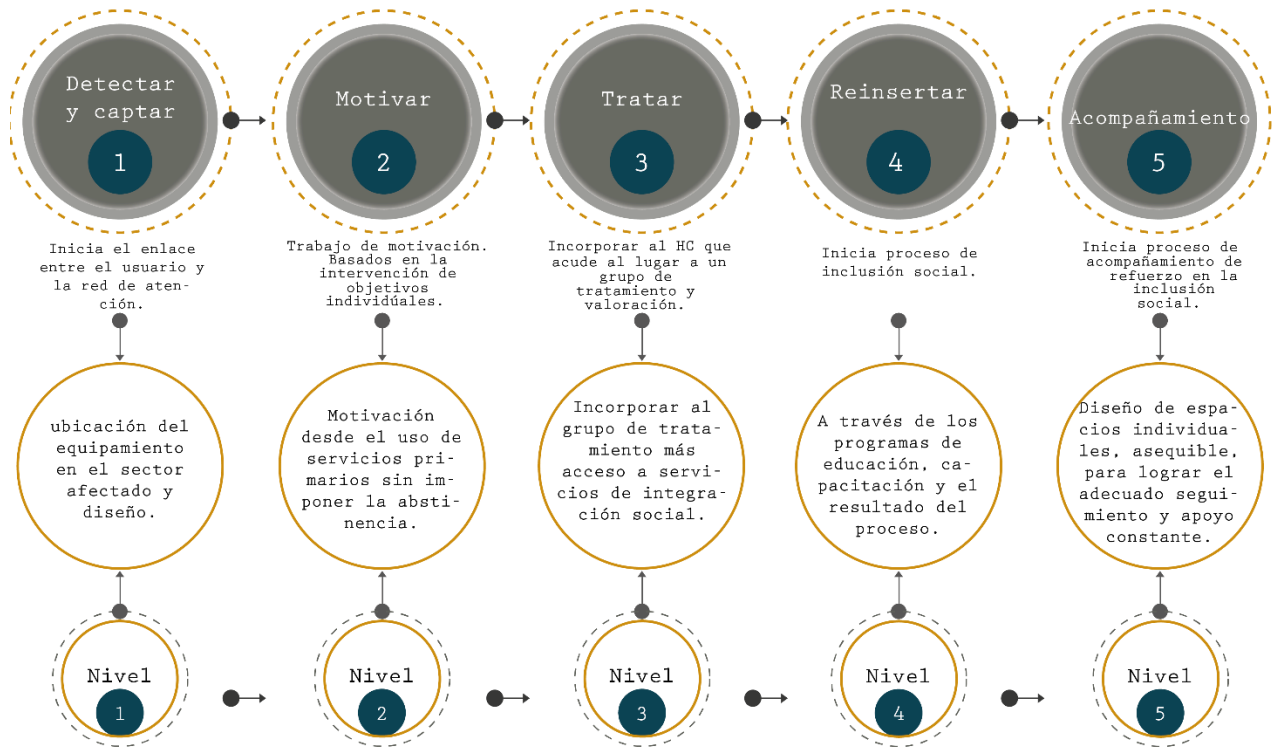 Detectar
y captar
1
Motivar
2
Tratar
3
Reinsertar
4
Acompañamiento
5
Inicia el enlace
entre el usuario y
la red de aten-
ción.
Trabajo de motivación.
Basados en la
intervención de
objetivos
individúales.
Incorporar al HC que
acude al lugar a un
grupo de
tratamiento y
valoración.
Inicia proceso de
inclusión social.
Inicia proceso de
acompañamiento de
refuerzo en la
inclusión
social.
ubicación del
equipamiento
en el sector
afectado y
diseño.
Motivación
desde el uso de
servicios pri-
marios sin im-
poner la absti-
nencia.
Incorporar al
grupo de trata-
miento más
acceso a servi-
cios de integra-
ción social.
A través de los
programas de
educación, ca-
pacitación y el
resultado del
proceso.
Diseño de espa-
cios individua-
les, asequible,
para lograr el
adecuado segui-
miento y apoyo
constante.
Nivel
1
Nivel
2
Nivel
3
Nivel
4
Nivel
5